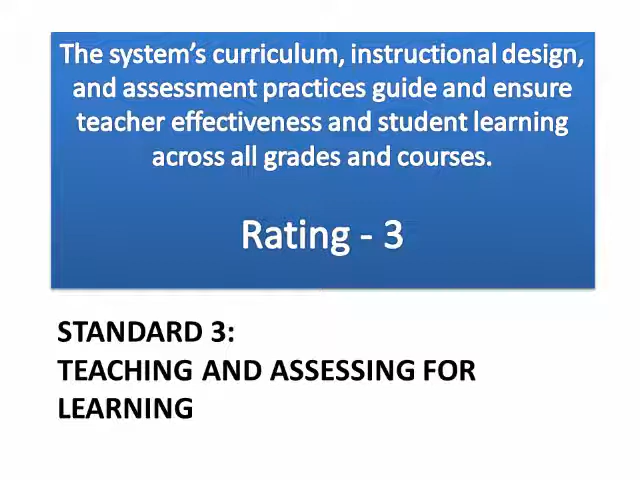 The system’s curriculum, instructional design,
and assessment practices guide and ensure
teacher effectiveness and student learning
across all grades and courses.
Rating - 3
STANDARD 3:
TEACHING AND ASSESSING FOR
LEARNING